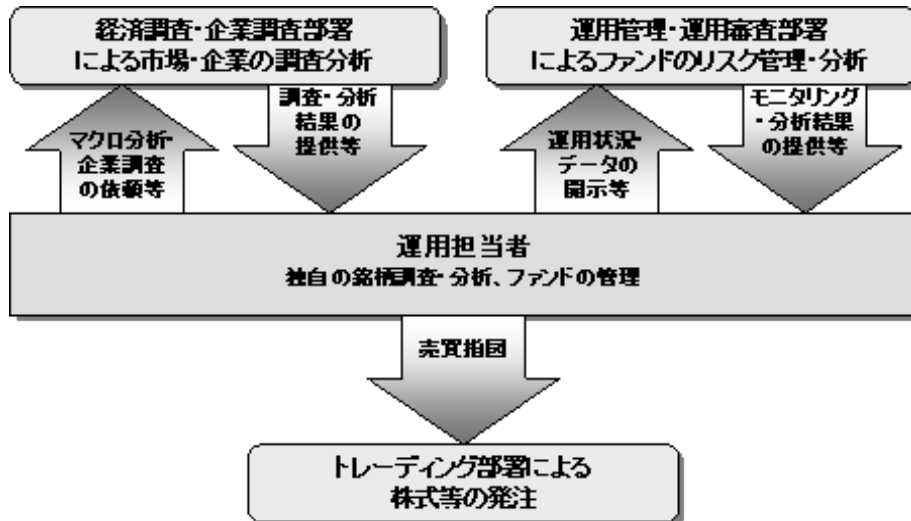 経済調査・企業調査部署
による市場・企業の調査分析
運用管理・運用審査部署
によるファンドのリスク管理・分析
マクロ分析・
企業調査
の依頼等
調査・分析
結果の
提供等
運用状況・
データの
開示等
モニタリング
・分析結果
の提供等
運用担当者
独自の銘柄調査・分析、ファンドの管理
売買指図
トレーディング部署による
株式等の発注